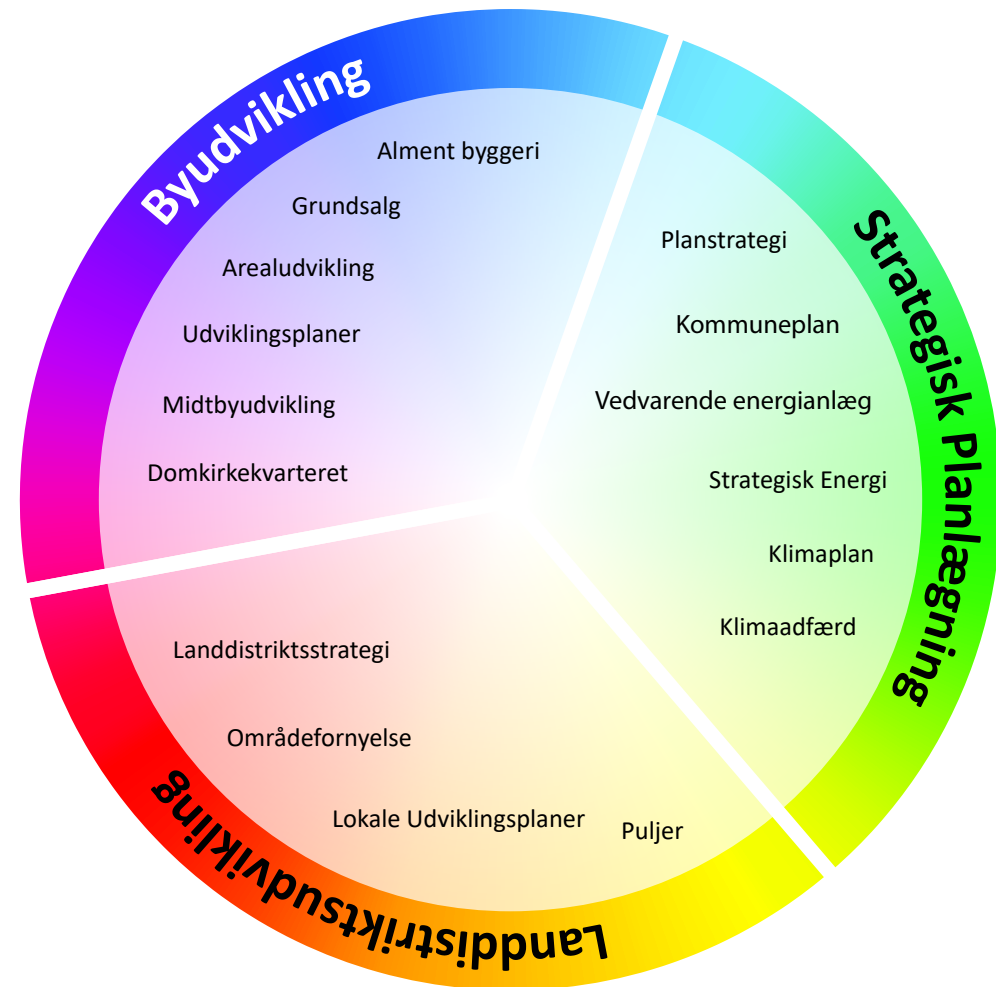 Byudvikling
Alment byggeri
Grundsalg
Arealudvikling
Udviklingsplaner
Midtbyudvikling
Domkirkekvarteret
Strategisk Planlægning
Planstrategi
Kommuneplan
Vedvarende energianlæg
Strategisk Energi
Klimaplan
Klimaadfærd
Landdistriktsudvikling
Landdistriktsstrategi
Områdefornyelse
Lokale Udviklingsplaner
Puljer